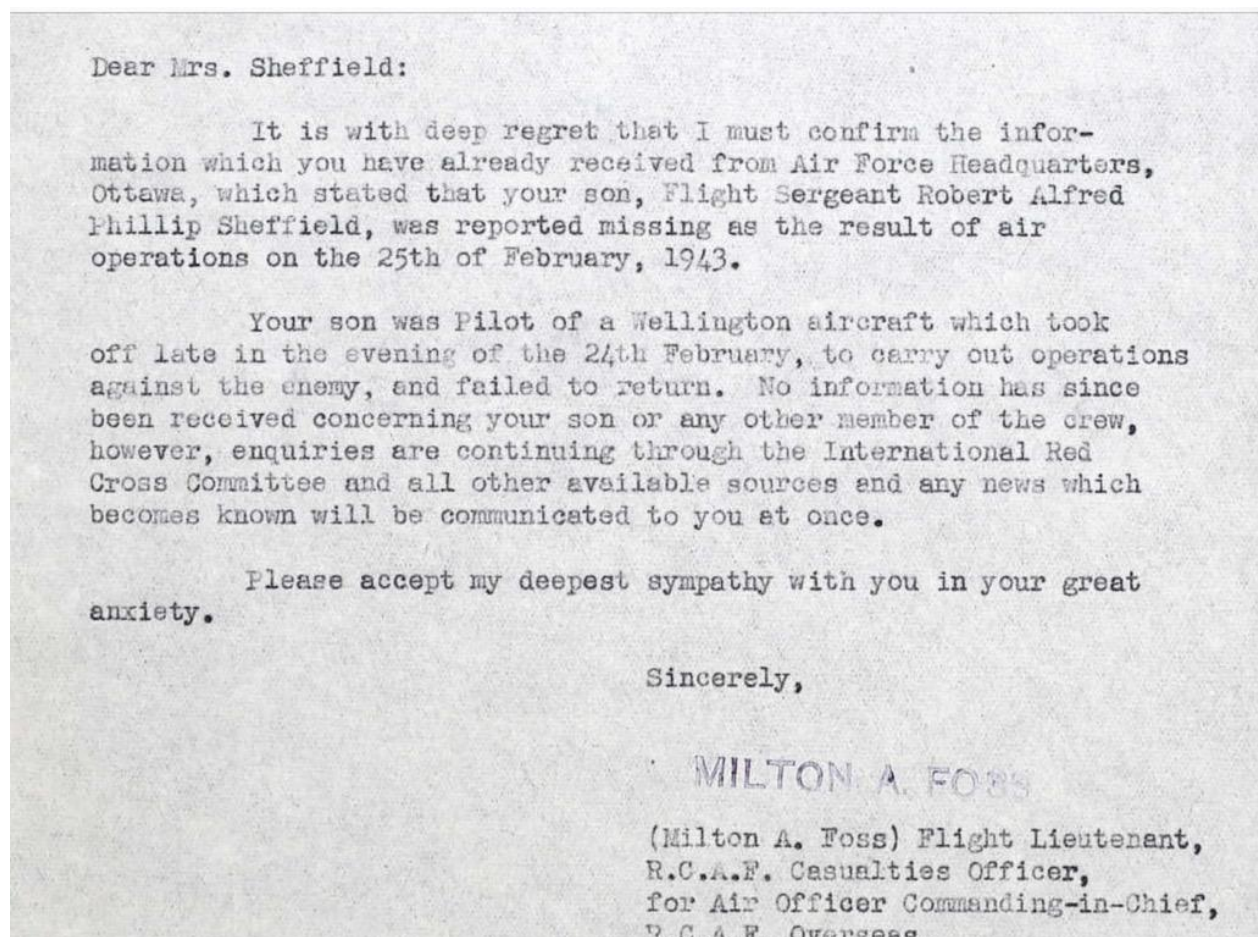 Dear Mrs. Sheffield:
It is with deep regret that I must confirm the infor-
mation which you have already received from Air Force Headquarters,
Ottawa, which stated that your son, Flight Sergeant Robert Alfred
Phillip Sheffield, was reported missing as the result of air
operations on the 25th of February, 1943.
Your son was Pilot of a Wellington aircraft which took
off late in the evening of the 24th February, to carry out operations
against the enemy, and failed to return. No information has since
been received concerning your son or any other member of the crew,
however, enquiries are continuing through the International Red
Cross Committee and all other available sources and any news which
becomes known will be communicated to you at once.
Please accept my deepest sympathy with you in your great
anxiety.
Sincerely,
MILTON A. FOSS
(Milton A. Foss) Flight Lieutenant,
R.C.A.F. Casualties Officer,
for Air Officer Commanding-in-Chief,
R.C.A.F. Overseas